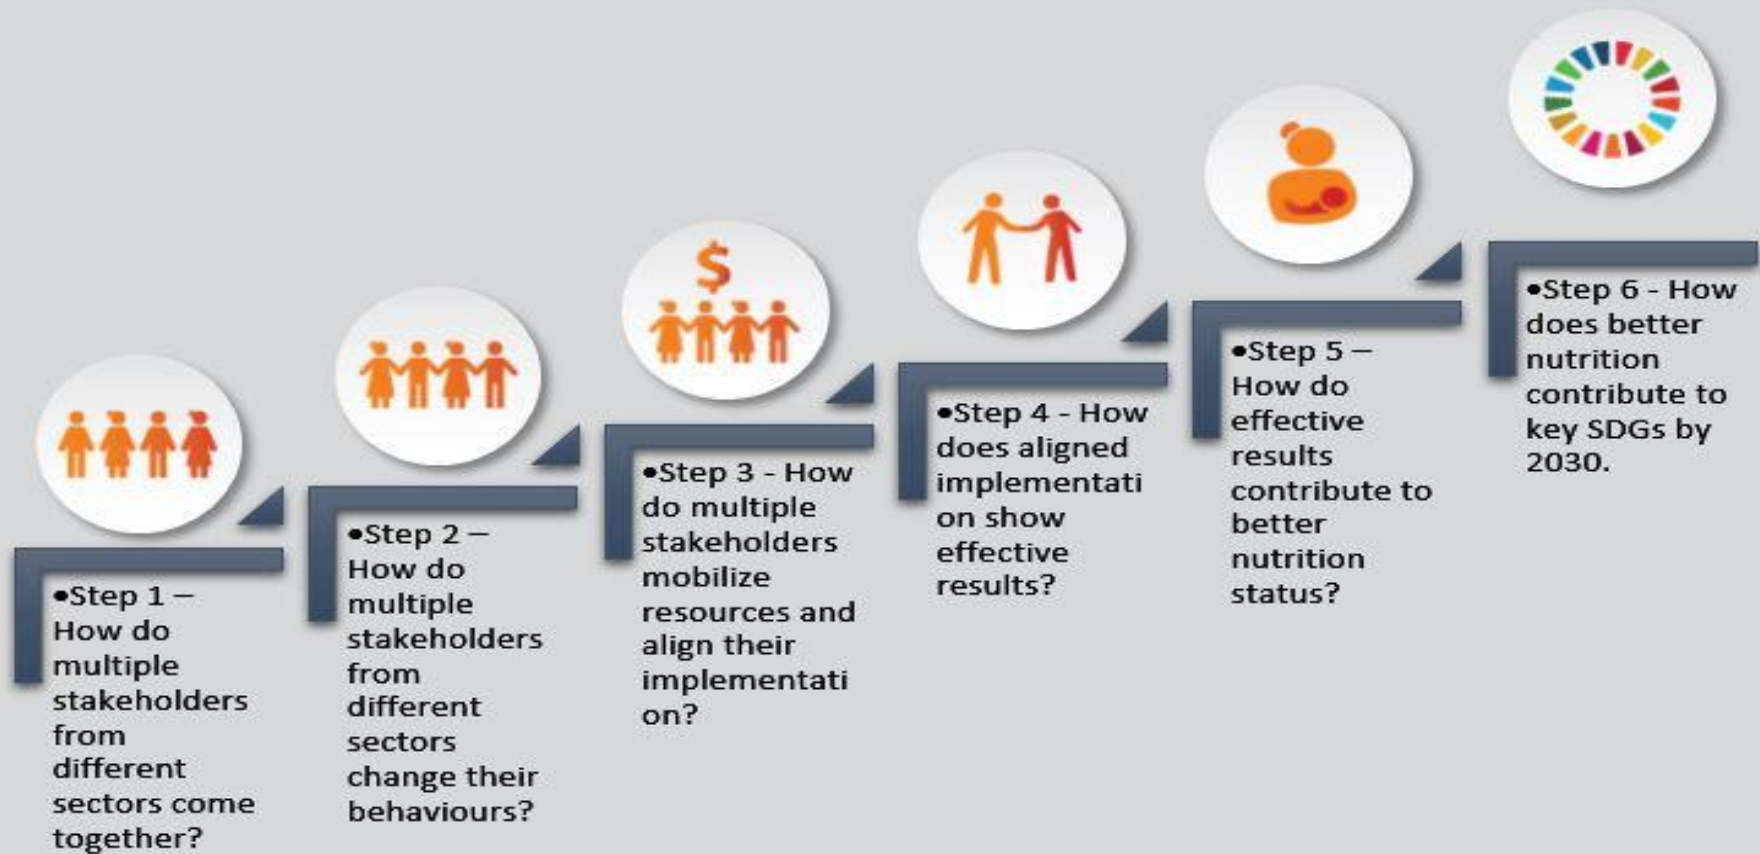 •Step 1 –
How do
multiple
stakeholders
from
different
sectors come
together?
•Step 2 –
How do
multiple
stakeholders
from
different
sectors
change their
behaviours?
$
•Step 3 - How
do multiple
stakeholders
mobilize
resources and
align their
implementati
on?
•Step 4 - How
does aligned
implementati
on show
effective
results?
•Step 5 –
How do
effective
results
contribute to
better
nutrition
status?
•Step 6 - How
does better
nutrition
contribute to
key SDGs by
2030.